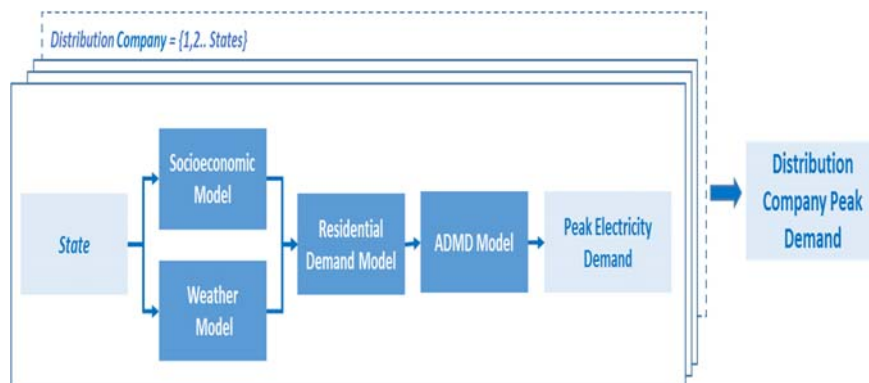 Distribution Company = {1,2.. States}
Socioeconomic
Model
State
Weather
Model
Residential
Demand Model
ADMD Model
Peak Electricity
Demand
Distribution
Company Peak
Demand